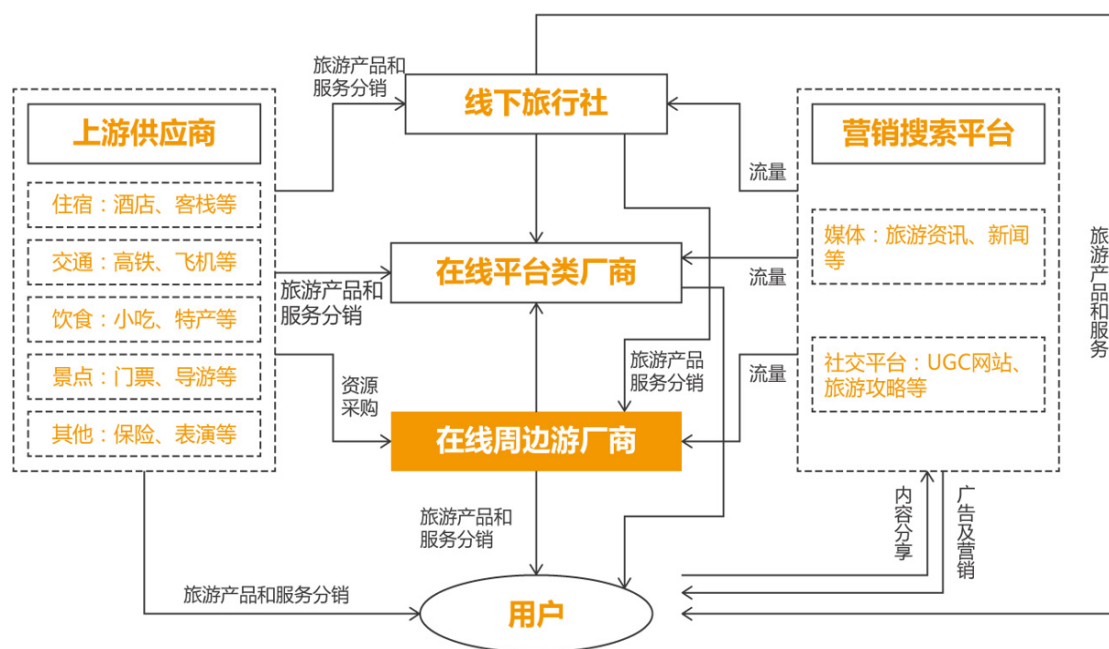 旅游产品和
服务分销
线下旅行社
上游供应商
营销搜索平台
流量
住宿：酒店、客栈等
媒体：旅游资讯、新闻
等
交通：高铁、飞机等
在线平台类厂商
流量
旅游产品和
服务分销
旅游产品和服务
饮食：小吃、特产等
旅游产品
服务分销
社交平台：UGC网站、
旅游攻略等
流量
景点：门票、导游等
资源
采购
其他：保险、表演等
在线周边游厂商
旅游产品和
服务分销
内容分享
广告及营销
旅游产品和服务分销
用户